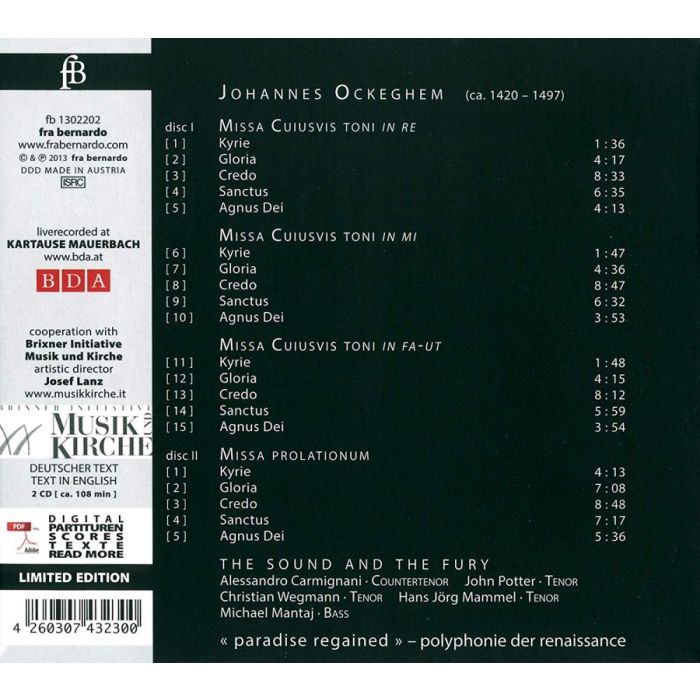 fB
fb 1302202
fra bernardo
www.frabernardo.com
© & ℗ 2013 fra bernardo
DDD MADE IN AUSTRIA
ISRC
liverecorded at
KARTAUSE MAUERBACH
www.bda.at
BDA
cooperation with
Brixner Initiative
Musik und Kirche
artistic director
Josef Lanz
www.musikkirche.it
BRIXNER INITIATIVE
MUSIK UND
KIRCHE
DEUTSCHER TEXT
TEXT IN ENGLISH
2 CD [ ca. 108 min ]
PDF
Adobe
DIGITAL
PARTITUREN
SCORES
TEXTE
READ MORE
LIMITED EDITION
4 260307 432300
JOHANNES OCKEGHEM (ca. 1420 – 1497)
disc I MISSA CUIUSVIS TONI IN RE
[ 1 ] Kyrie 1 : 36
[ 2 ] Gloria 4 : 17
[ 3 ] Credo 8 : 33
[ 4 ] Sanctus 6 : 35
[ 5 ] Agnus Dei 4 : 13
MISSA CUIUSVIS TONI IN MI
[ 6 ] Kyrie 1 : 47
[ 7 ] Gloria 4 : 36
[ 8 ] Credo 8 : 47
[ 9 ] Sanctus 6 : 32
[ 10 ] Agnus Dei 3 : 53
MISSA CUIUSVIS TONI IN FA-UT
[ 11 ] Kyrie 1 : 48
[ 12 ] Gloria 4 : 15
[ 13 ] Credo 8 : 12
[ 14 ] Sanctus 5 : 59
[ 15 ] Agnus Dei 3 : 54
disc II MISSA PROLATIONUM
[ 1 ] Kyrie 4 : 13
[ 2 ] Gloria 7 : 08
[ 3 ] Credo 8 : 48
[ 4 ] Sanctus 7 : 17
[ 5 ] Agnus Dei 5 : 36
THE SOUND AND THE FURY
Alessandro Carmignani · COUNTERTENOR John Potter · TENOR
Christian Wegmann · TENOR Hans Jörg Mammel · TENOR
Michael Mantaj · BASS
« paradise regained » – polyphonie der renaissance